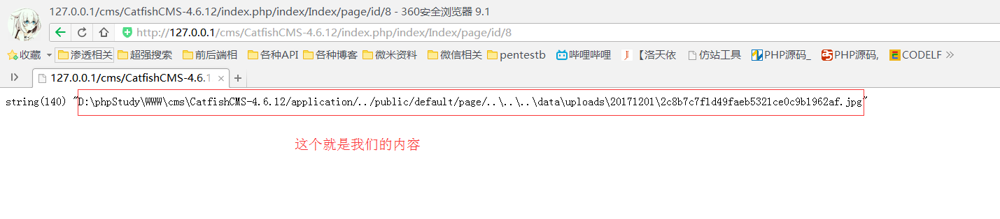 127.0.0.1/cms/CatfishCMS-4.6.12/index.php/index/Index/page/id/8 - 360安全浏览器 9.1
http://127.0.0.1/cms/CatfishCMS-4.6.12/index.php/index/Index/page/id/8
收藏 渗透相关 超强搜索 前后端相 各种API 各种博客 微米资料 微信相关 pentestb 哔哩哔哩 【洛天依 仿站工具 PHP源码_ PHP源码, CODELF »
127.0.0.1/cms/CatfishCMS-4.6.1 × +
string(140) "D:\phpStudy\WWW\cms\CatfishCMS-4.6.12/application/../public/default/page/..\..\..\data\uploads\20171201\2c8b7c7f1d49faeb5321ce0c9b1962af.jpg"
这个就是我们的内容